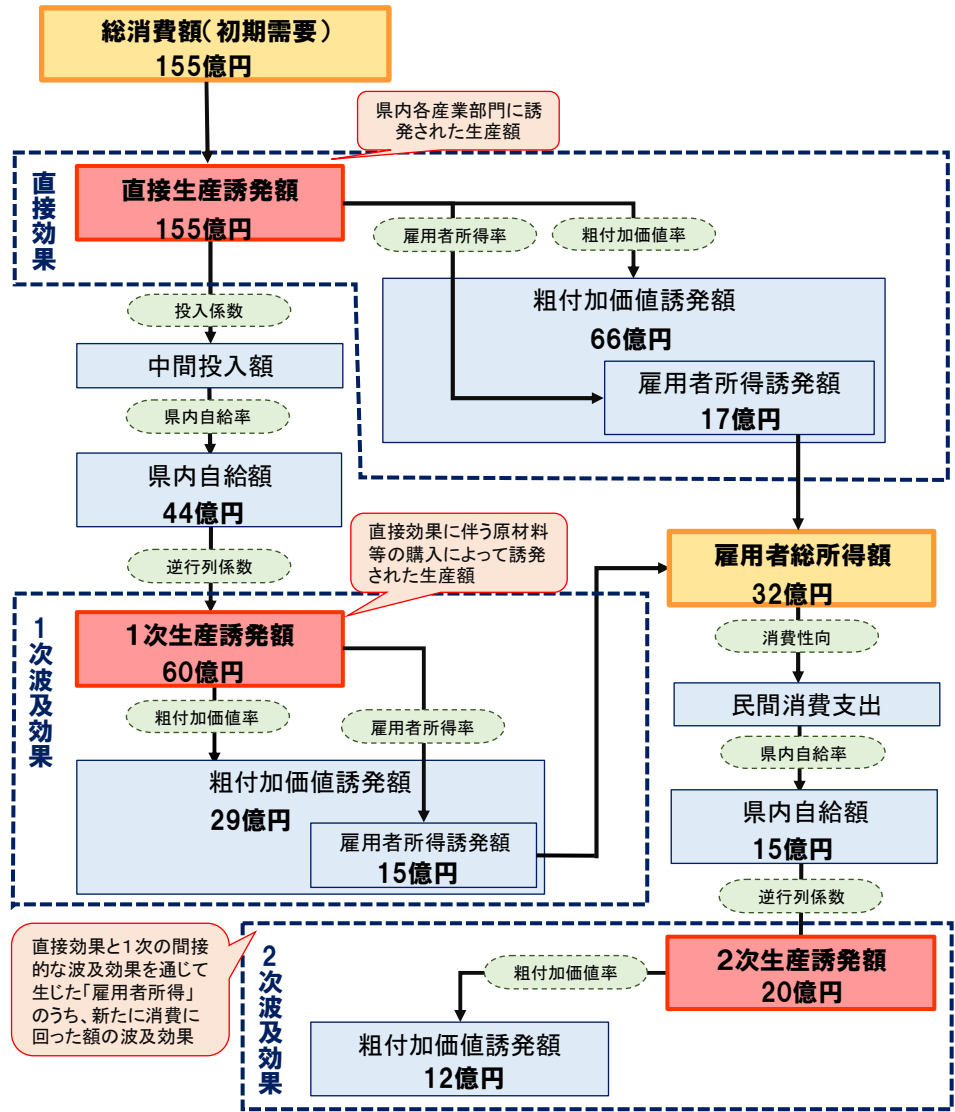 総消費額(初期需要)
155億円
県内各産業部門に誘
発された生産額
直接効果
直接生産誘発額
155億円
雇用者所得率
粗付加価値率
粗付加価値誘発額
66億円
雇用者所得誘発額
17億円
投入係数
中間投入額
県内自給率
県内自給額
44億円
逆行列係数
直接効果に伴う原材料
等の購入によって誘発
された生産額
1次波及効果
1次生産誘発額
60億円
粗付加価値率
雇用者所得率
粗付加価値誘発額
29億円
雇用者所得誘発額
15億円
雇用者総所得額
32億円
消費性向
民間消費支出
県内自給率
県内自給額
15億円
逆行列係数
直接効果と1次の間接
的な波及効果を通じて
生じた「雇用者所得」
のうち、新たに消費に
回った額の波及効果
2次波及効果
2次生産誘発額
20億円
粗付加価値率
粗付加価値誘発額
12億円